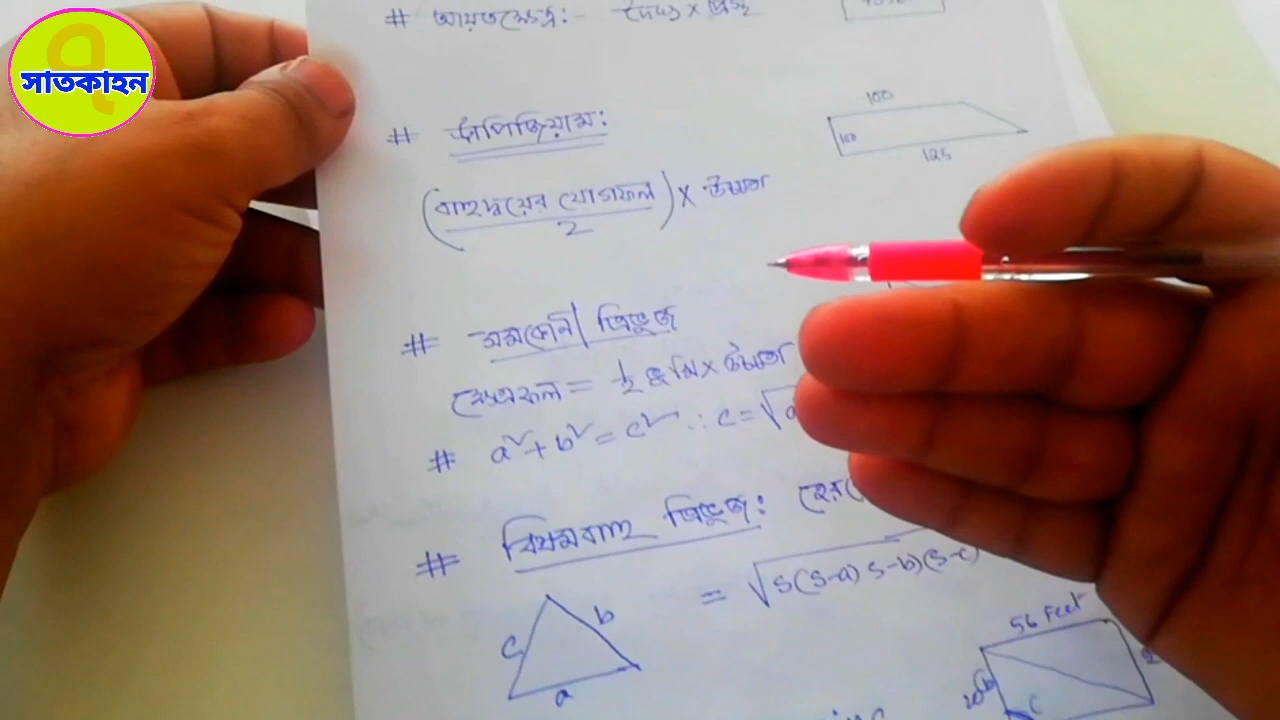 সাতকাহন
# আয়তক্ষেত্র:- দৈর্ঘ্য × প্রস্থ
# ট্রাপিজিয়াম:
100
100
125
(বাহুদ্বয়ের যোগফল / 2) × উচ্চতা
# সমকোনী ত্রিভুজ
ক্ষেত্রফল = ½ ভূমি × উচ্চতা
# a² + b² = c² ∴ c = √a
# বিষমবাহু ত্রিভুজ:
= √s(s-a) s-b)(s-c)
c b
a
56 Feet
b
c